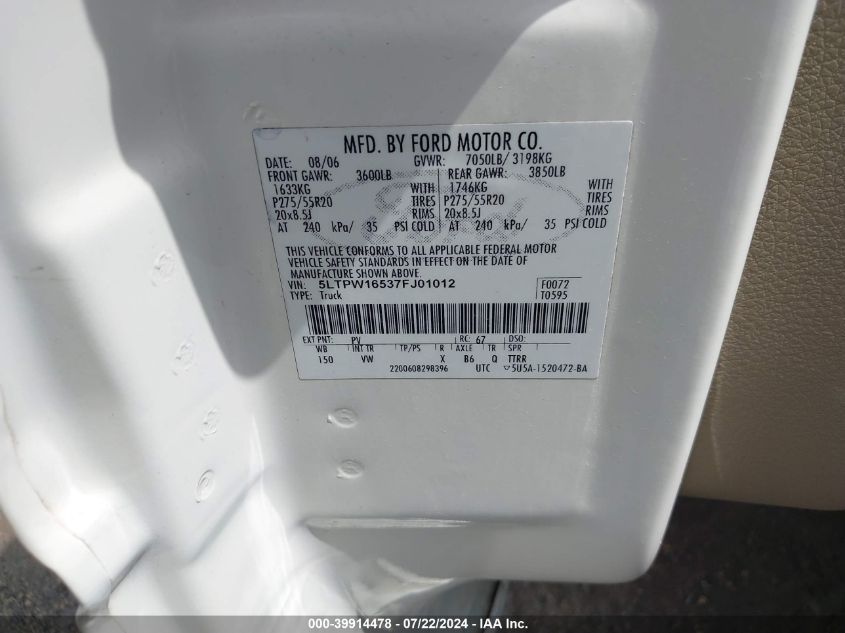 MFD. BY FORD MOTOR CO.
DATE: 08/06 GVWR: 7050LB/ 3198KG
FRONT GAWR: 3600LB REAR GAWR: 3850LB
1633KG WITH 1746KG WITH
P275/55R20 TIRES P275/55R20 TIRES
20x8.5J RIMS 20x8.5J RIMS
AT 240 kPa/ 35 PSI COLD AT 240 kPa/ 35 PSI COLD
THIS VEHICLE CONFORMS TO ALL APPLICABLE FEDERAL MOTOR
VEHICLE SAFETY STANDARDS IN EFFECT ON THE DATE OF
MANUFACTURE SHOWN ABOVE.
VIN: 5LTPW16537FJ01012 F0072
TYPE: Truck T0595
EXT PNT: PV RC: 67 DSO:
WB INT TR TP/PS R AXLE TR SPR
150 VW X B6 Q TTRR
2200608298396 UTC ▽5U5A-1520472-BA
000-39914478 - 07/22/2024 - IAA Inc.